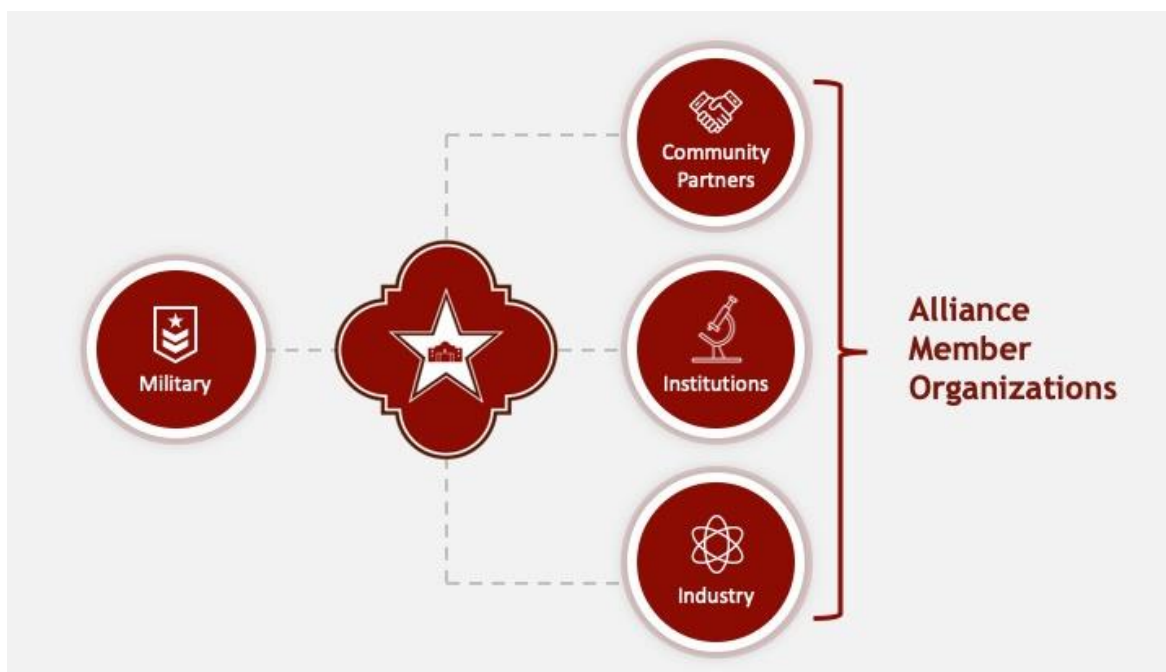 Community
Partners
Military
Institutions
Industry
Alliance
Member
Organizations